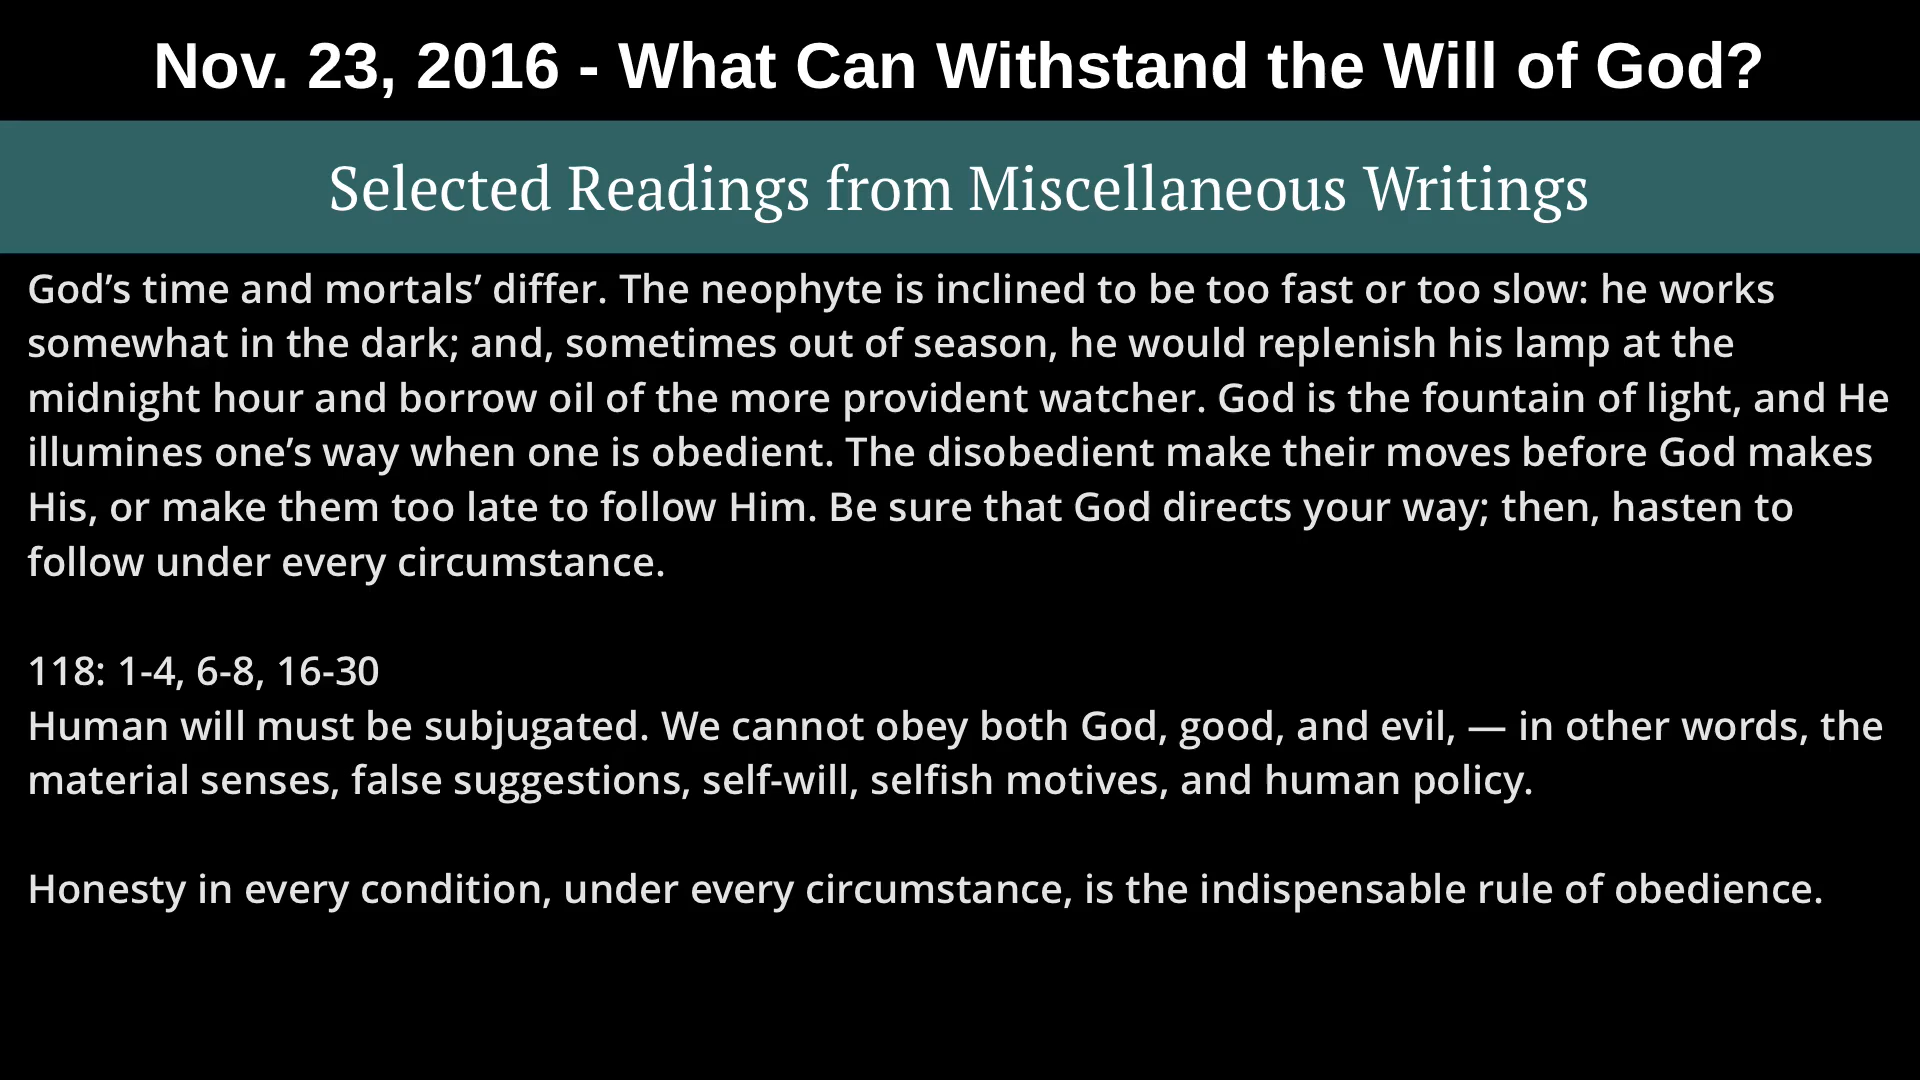 Nov. 23, 2016 - What Can Withstand the Will of God?
Selected Readings from Miscellaneous Writings
God’s time and mortals’ differ. The neophyte is inclined to be too fast or too slow: he works
somewhat in the dark; and, sometimes out of season, he would replenish his lamp at the
midnight hour and borrow oil of the more provident watcher. God is the fountain of light, and He
illumines one’s way when one is obedient. The disobedient make their moves before God makes
His, or make them too late to follow Him. Be sure that God directs your way; then, hasten to
follow under every circumstance.
118: 1-4, 6-8, 16-30
Human will must be subjugated. We cannot obey both God, good, and evil, — in other words, the
material senses, false suggestions, self-will, selfish motives, and human policy.
Honesty in every condition, under every circumstance, is the indispensable rule of obedience.